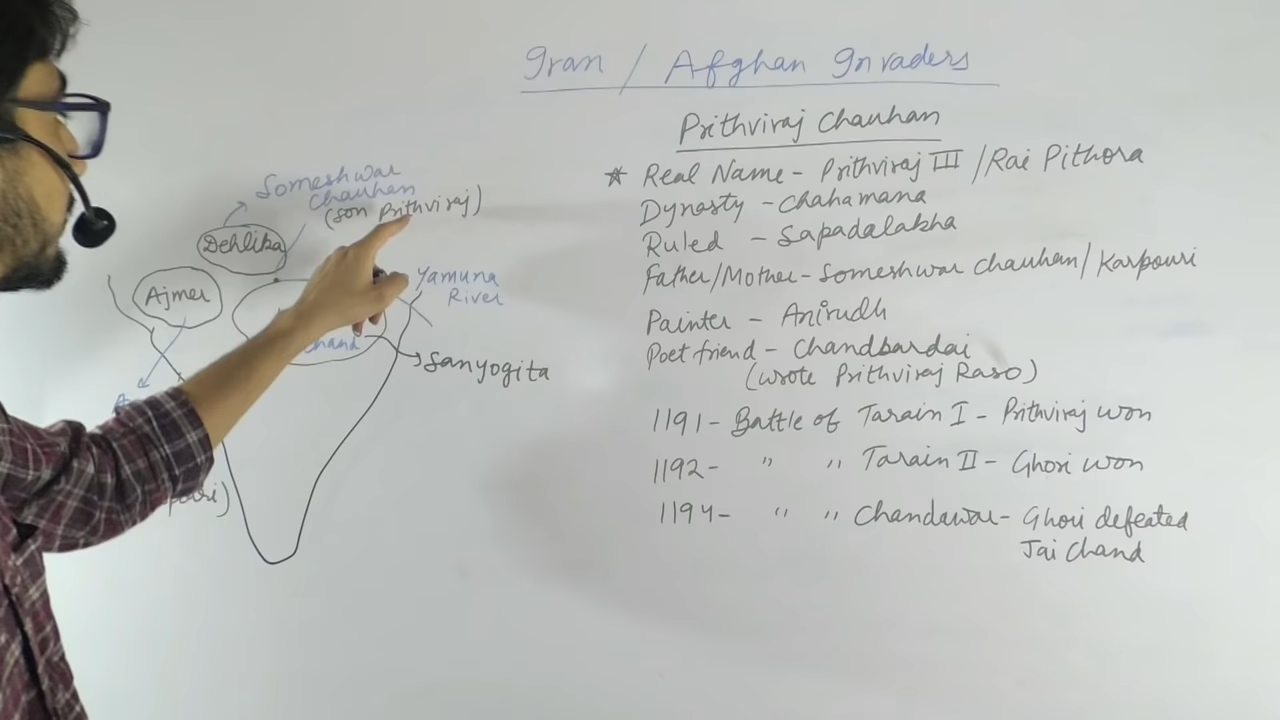 Iran / Afghan Invaders
Prithviraj Chauhan
* Real Name - Prithviraj III / Rai Pithora
Dynasty - Chahamana
Ruled - Sapadalakha
Father/Mother - Someshwar Chauhan / Karpouri
Painter - Anirudh
Poet friend - Chandbardai
(wrote Prithviraj Raso)
1191 - Battle of Tarain I - Prithviraj won
1192 - " " Tarain II - Ghori won
1194 - " " Chandawar - Ghori defeated
Jai Chand
Someshwar
Chauhan
(son Prithviraj)
Dehlika
Ajmer
Yamuna
River
Sanyogita